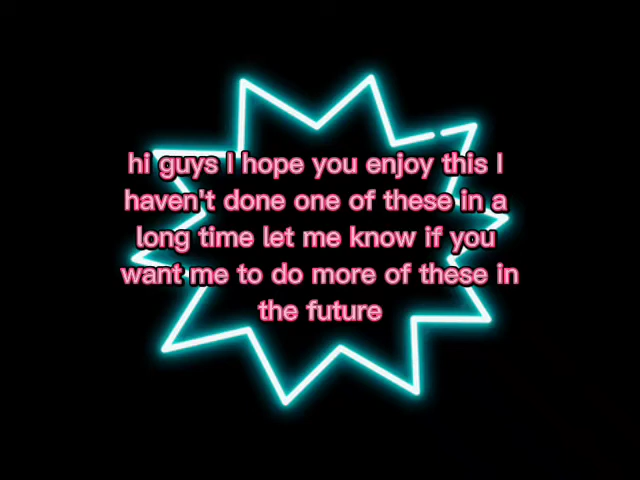 hi guys I hope you enjoy this I
haven't done one of these in a
long time let me know if you
want me to do more of these in
the future